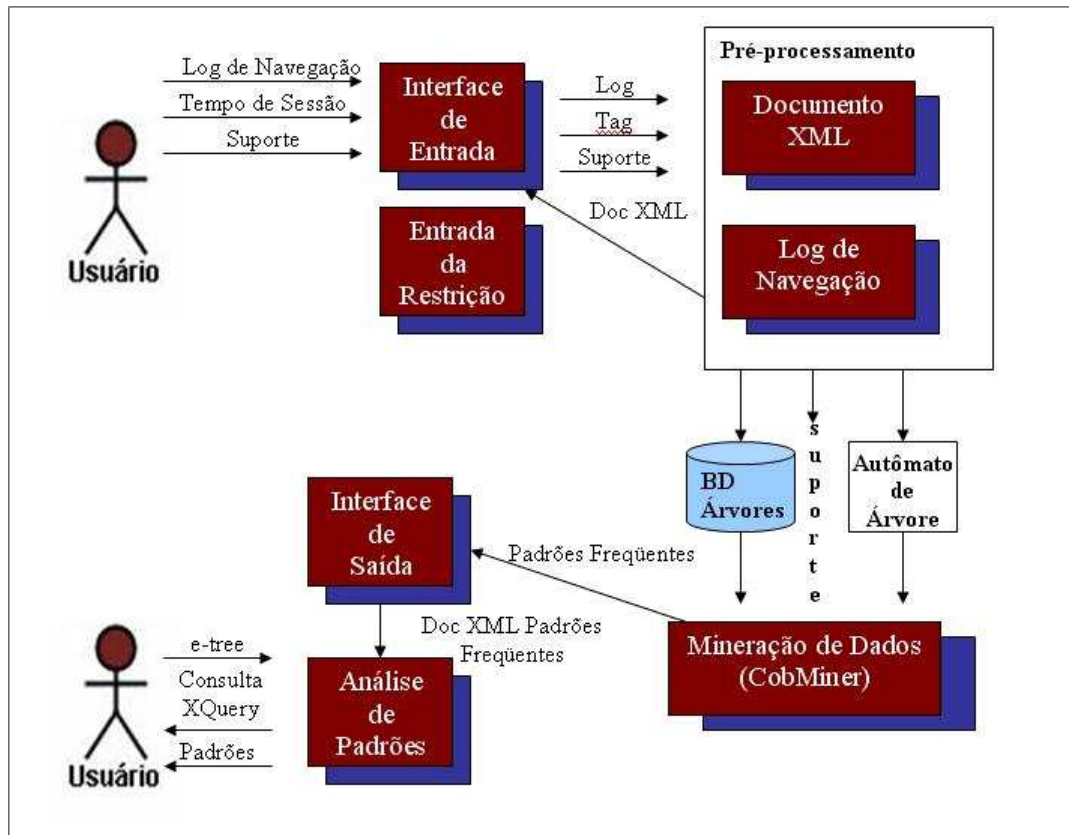 Log de Navegação
Tempo de Sessão
Suporte
Usuário
Interface
de
Entrada
Entrada
da
Restrição
Log
Tag
Suporte
Doc XML
Pré-processamento
Documento
XML
Log de
Navegação
BD
Árvores
suporte
Autômato
de
Árvore
Interface
de
Saída
Padrões Freqüentes
Doc XML Padrões
Freqüentes
Mineração de Dados
(CobMiner)
e-tree
Consulta
XQuery
Padrões
Usuário
Análise
de
Padrões